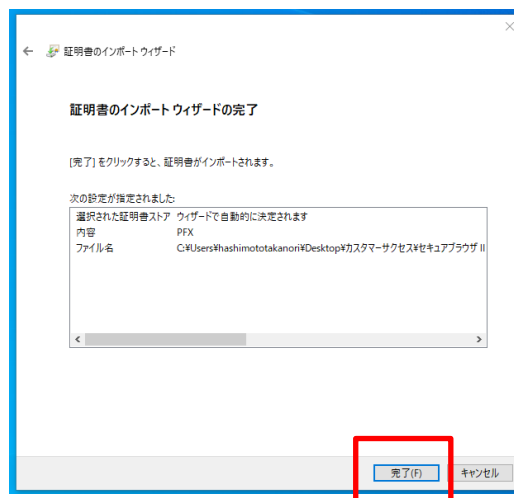 証明書のインポート ウィザード
証明書のインポート ウィザードの完了
[完了] をクリックすると、証明書がインポートされます。
次の設定が指定されました:
選択された証明書ストア ウィザードで自動的に決定されます
内容 PFX
ファイル名 C:¥Users¥hashimototakanori¥Desktop¥カスタマーサクセス¥セキュアブラウザ II
完了(F) キャンセル